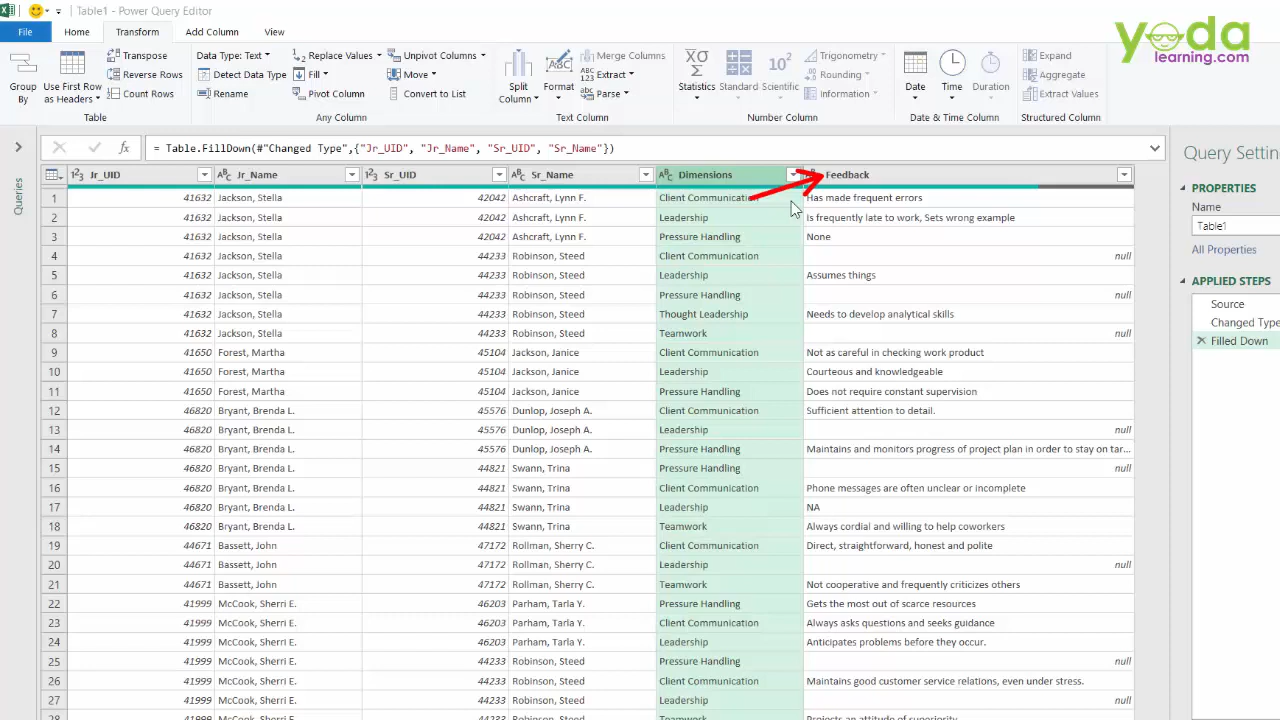 Table1 - Power Query Editor
File Home Transform Add Column View
yoda
learning.com
Transpose Data Type: Text Replace Values Unpivot Columns Merge Columns Trigonometry Expand
Reverse Rows Detect Data Type Fill Move Extract Rounding Aggregate
Count Rows Rename Pivot Column Convert to List Parse Information Extract Values
Group By Use First Row as Headers Split Column Format Statistics Standard Scientific Date Time Duration
Table Any Column Text Column Number Column Date & Time Column Structured Column
= Table.FillDown(#"Changed Type",{"Jr_UID", "Jr_Name", "Sr_UID", "Sr_Name"})
Jr_UID Jr_Name Sr_UID Sr_Name Dimensions Feedback
1 41632 Jackson, Stella 42042 Ashcraft, Lynn F. Client Communication Has made frequent errors
2 41632 Jackson, Stella 42042 Ashcraft, Lynn F. Leadership Is frequently late to work, Sets wrong example
3 41632 Jackson, Stella 42042 Ashcraft, Lynn F. Pressure Handling None
4 41632 Jackson, Stella 44233 Robinson, Steed Client Communication null
5 41632 Jackson, Stella 44233 Robinson, Steed Leadership Assumes things
6 41632 Jackson, Stella 44233 Robinson, Steed Pressure Handling null
7 41632 Jackson, Stella 44233 Robinson, Steed Thought Leadership Needs to develop analytical skills
8 41632 Jackson, Stella 44233 Robinson, Steed Teamwork null
9 41650 Forest, Martha 45104 Jackson, Janice Client Communication Not as careful in checking work product
10 41650 Forest, Martha 45104 Jackson, Janice Leadership Courteous and knowledgeable
11 41650 Forest, Martha 45104 Jackson, Janice Pressure Handling Does not require constant supervision
12 46820 Bryant, Brenda L. 45576 Dunlop, Joseph A. Client Communication Sufficient attention to detail.
13 46820 Bryant, Brenda L. 45576 Dunlop, Joseph A. Leadership null
14 46820 Bryant, Brenda L. 45576 Dunlop, Joseph A. Pressure Handling Maintains and monitors progress of project plan in order to stay on tar...
15 46820 Bryant, Brenda L. 44821 Swann, Trina Pressure Handling null
16 46820 Bryant, Brenda L. 44821 Swann, Trina Client Communication Phone messages are often unclear or incomplete
17 46820 Bryant, Brenda L. 44821 Swann, Trina Leadership NA
18 46820 Bryant, Brenda L. 44821 Swann, Trina Teamwork Always cordial and willing to help coworkers
19 44671 Bassett, John 47172 Rollman, Sherry C. Client Communication Direct, straightforward, honest and polite
20 44671 Bassett, John 47172 Rollman, Sherry C. Leadership null
21 44671 Bassett, John 47172 Rollman, Sherry C. Teamwork Not cooperative and frequently criticizes others
22 41999 McCook, Sherri E. 46203 Parham, Tarla Y. Pressure Handling Gets the most out of scarce resources
23 41999 McCook, Sherri E. 46203 Parham, Tarla Y. Client Communication Always asks questions and seeks guidance
24 41999 McCook, Sherri E. 46203 Parham, Tarla Y. Leadership Anticipates problems before they occur.
25 41999 McCook, Sherri E. 44233 Robinson, Steed Pressure Handling null
26 41999 McCook, Sherri E. 44233 Robinson, Steed Client Communication Maintains good customer service relations, even under stress.
27 41999 McCook, Sherri E. 44233 Robinson, Steed Leadership null
28 41999 McCook, Sherri E. 44233 Robinson, Steed Teamwork Projects an attitude of superiority
Queries
Query Settin
PROPERTIES
Name
Table1
All Properties
APPLIED STEPS
Source
Changed Type
Filled Down